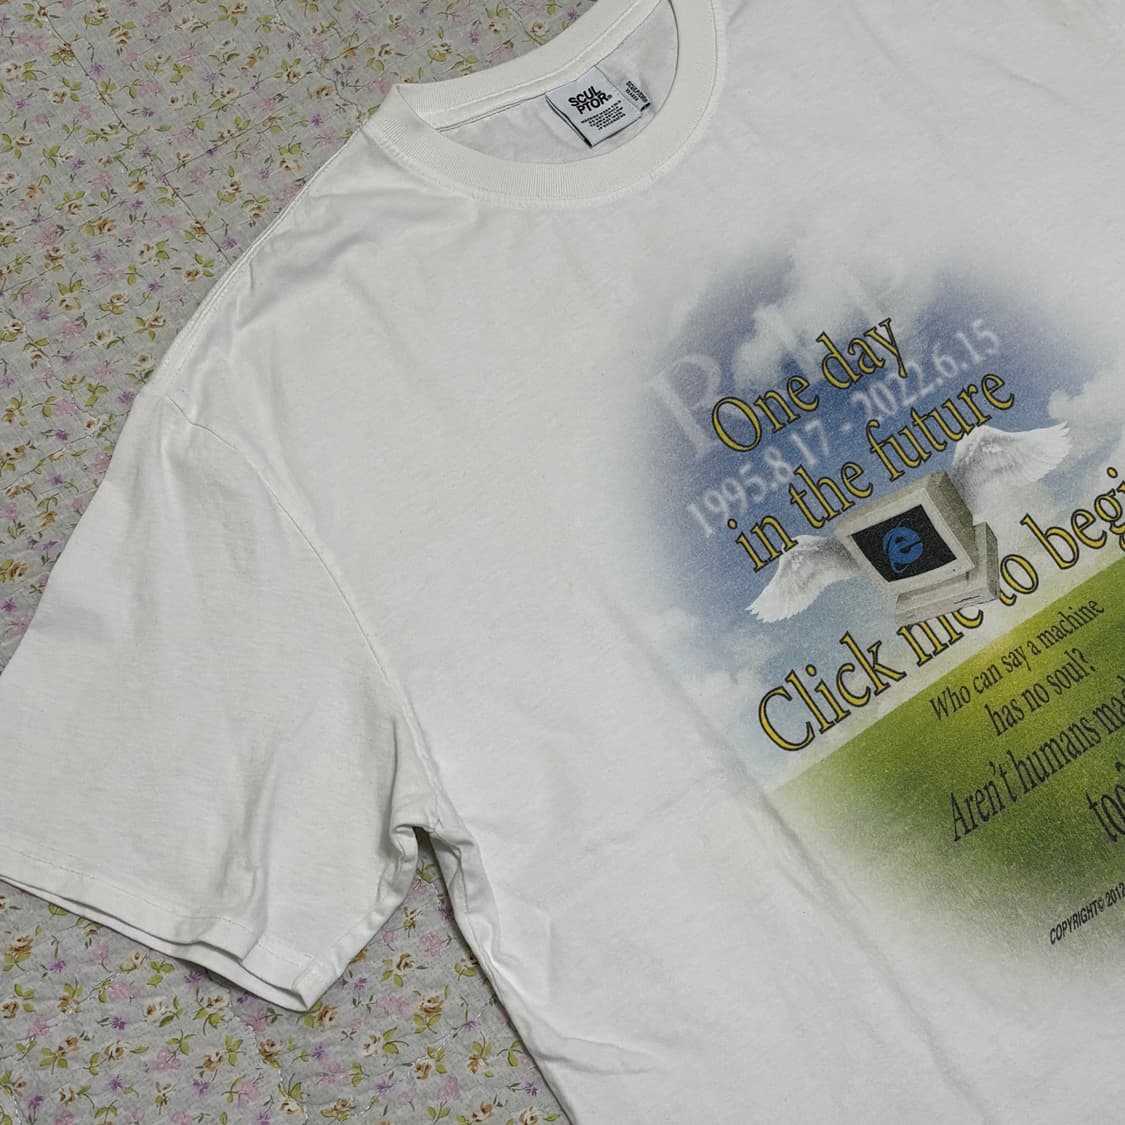 SCUL
PTOR®
R.I.P
One day
1995.8.17 - 2022.6.15
in the future
Click me to begi
Who can say a machine
has no soul?
Aren't humans ma
too
COPYRIGHT© 2012